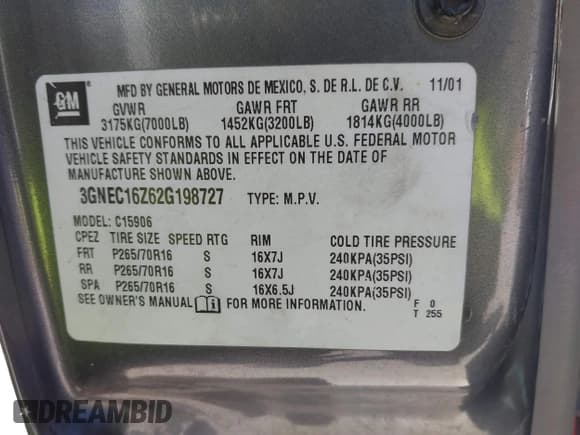 GM
MFD BY GENERAL MOTORS DE MEXICO, S. DE R.L. DE C.V. 11/01
GVWR GAWR FRT GAWR RR
3175KG(7000LB) 1452KG(3200LB) 1814KG(4000LB)
THIS VEHICLE CONFORMS TO ALL APPLICABLE U.S. FEDERAL MOTOR
VEHICLE SAFETY STANDARDS IN EFFECT ON THE DATE OF
MANUFACTURE SHOWN ABOVE.
3GNEC16Z62G198727 TYPE: M.P.V.
MODEL: C15906
CPEZ TIRE SIZE SPEED RTG RIM COLD TIRE PRESSURE
FRT P265/70R16 S 16X7J 240KPA(35PSI)
RR P265/70R16 S 16X7J 240KPA(35PSI)
SPA P265/70R16 S 16X6.5J 240KPA(35PSI)
SEE OWNER'S MANUAL FOR MORE INFORMATION. F 0
T 255
DREAMBID